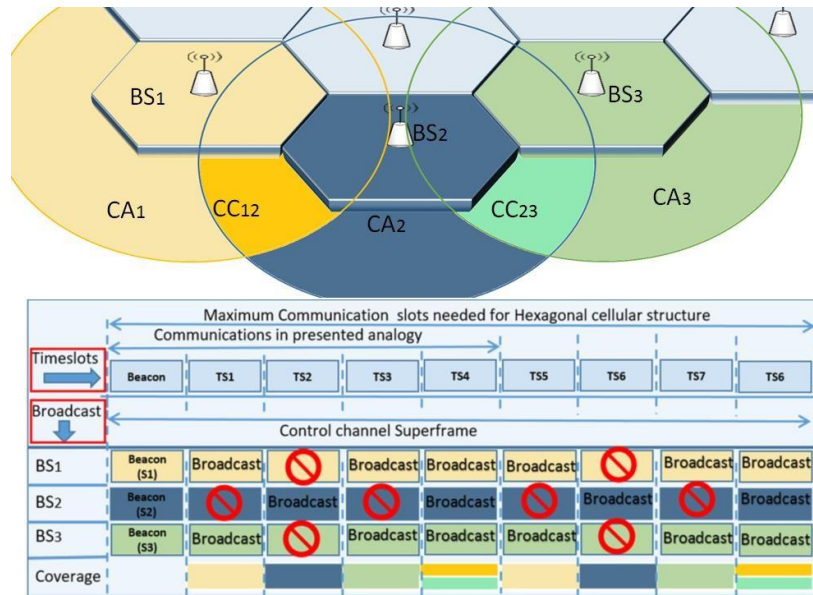 BS1
BS2
BS3
CA1
CC12
CA2
CC23
CA3
Maximum Communication slots needed for Hexagonal cellular structure
Communications in presented analogy
Timeslots
Beacon TS1 TS2 TS3 TS4 TS5 TS6 TS7 TS6
Broadcast
Control channel Superframe
BS1 Beacon (S1) Broadcast Broadcast Broadcast Broadcast Broadcast Broadcast
BS2 Beacon (S2) Broadcast Broadcast Broadcast Broadcast
BS3 Beacon (S3) Broadcast Broadcast Broadcast Broadcast Broadcast Broadcast
Coverage